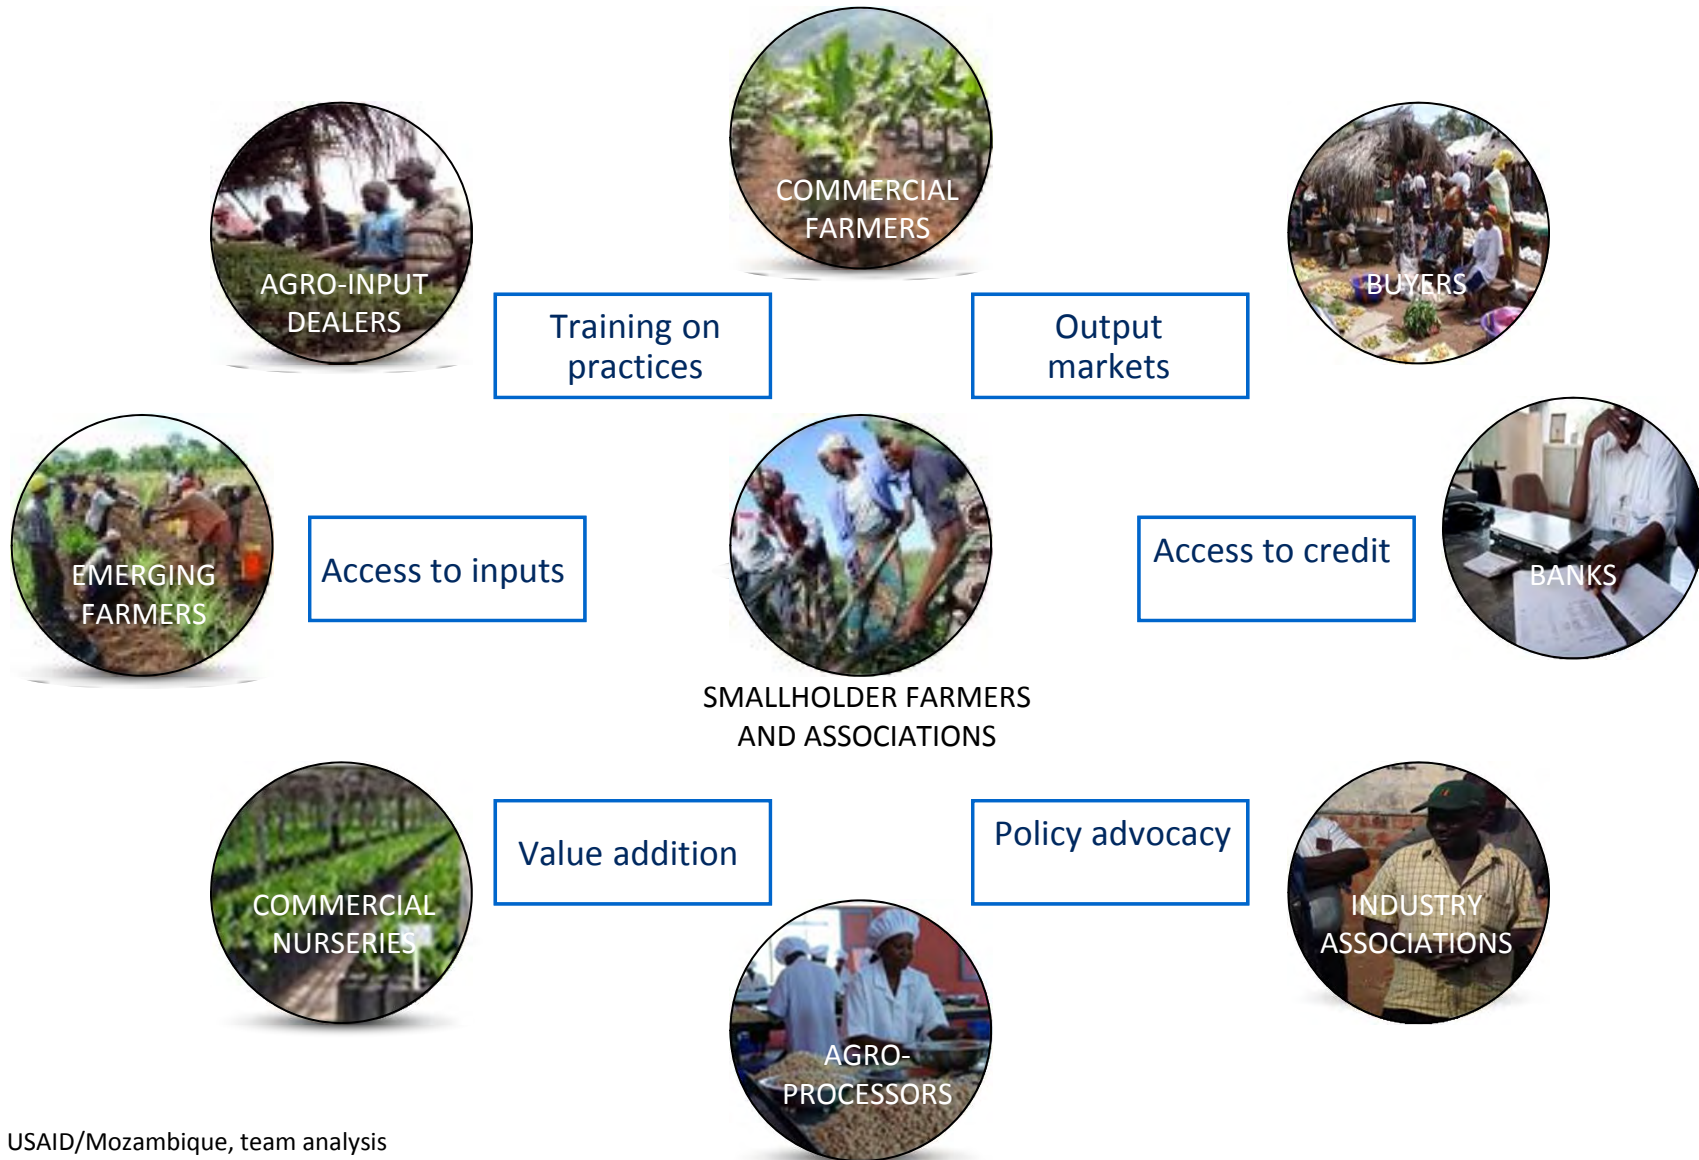 COMMERCIAL
FARMERS
AGRO-INPUT
DEALERS
BUYERS
Training on
practices
Output
markets
EMERGING
FARMERS
Access to inputs
Access to credit
BANKS
SMALLHOLDER FARMERS
AND ASSOCIATIONS
Value addition
Policy advocacy
COMMERCIAL
NURSERIES
INDUSTRY
ASSOCIATIONS
AGRO-
PROCESSORS
USAID/Mozambique, team analysis